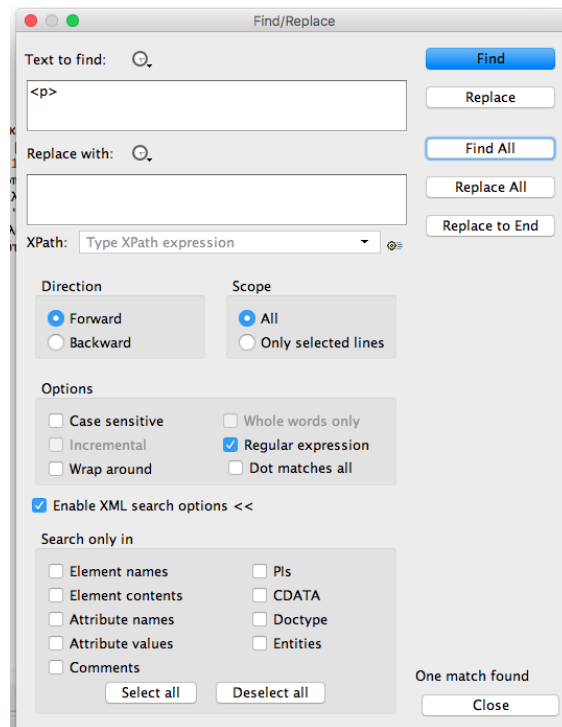 Find/Replace
Text to find:
Find
<p>
Replace
Find All
Replace with:
Replace All
Replace to End
XPath: Type XPath expression
Direction
Scope
Forward
All
Backward
Only selected lines
Options
Case sensitive
Whole words only
Incremental
Regular expression
Wrap around
Dot matches all
Enable XML search options <<
Search only in
Element names
PIs
Element contents
CDATA
Attribute names
Doctype
Attribute values
Entities
Comments
Select all
Deselect all
One match found
Close